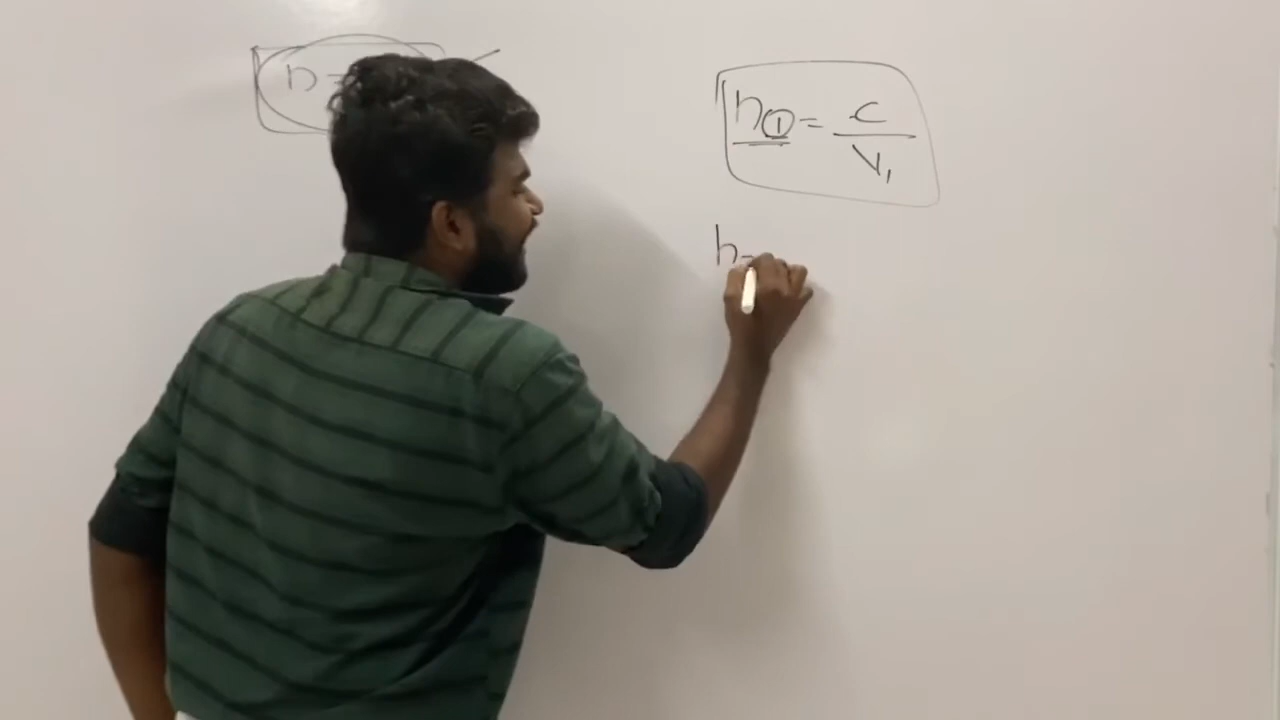 n =
n₁ = c / v₁
n =